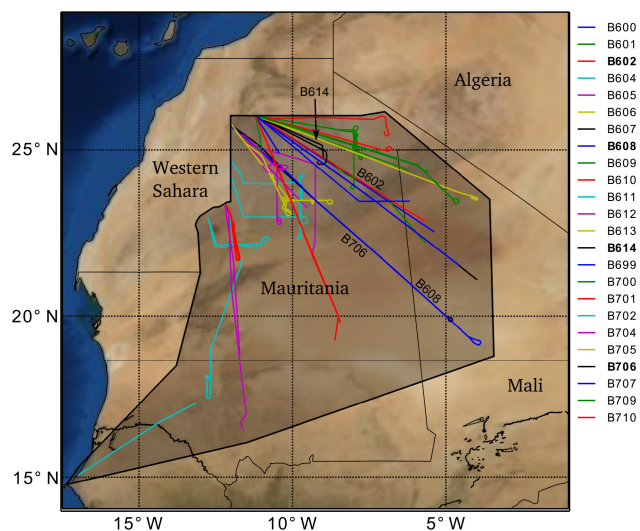 B614
Algeria
25° N
Western
Sahara
B602
B706
B608
Mauritania
20° N
Mali
15° N
15° W
10° W
5° W
B600
B601
B602
B604
B605
B606
B607
B608
B609
B610
B611
B612
B613
B614
B699
B700
B701
B702
B704
B705
B706
B707
B709
B710